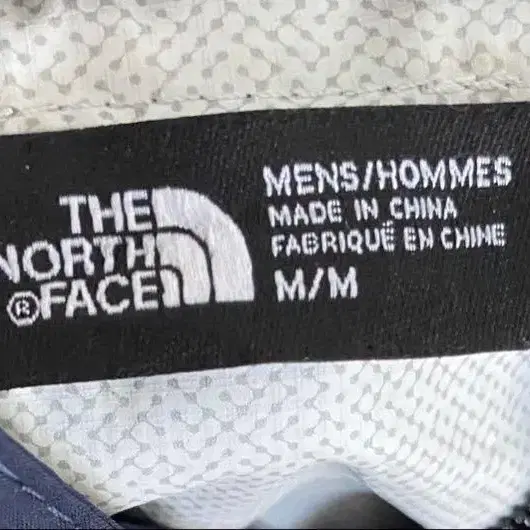 THE
NORTH
®FACE
MENS/HOMMES
MADE IN CHINA
FABRIQUÉ EN CHINE
M/M